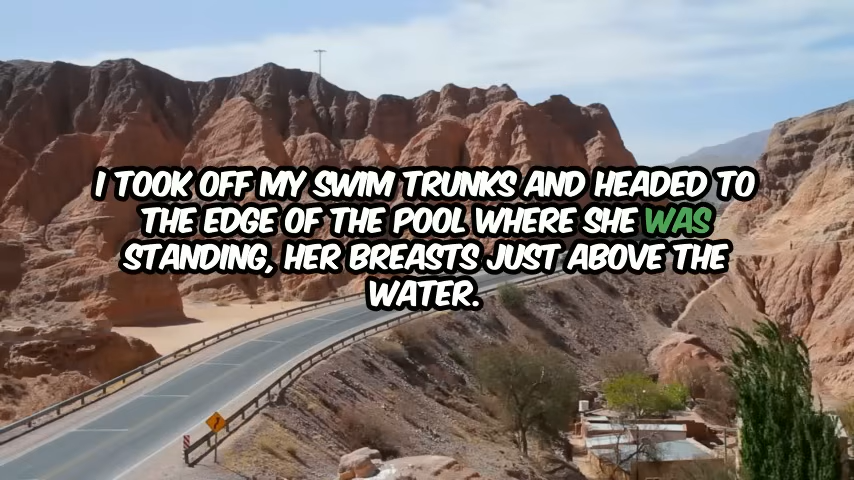 I TOOK OFF MY SWIM TRUNKS AND HEADED TO
THE EDGE OF THE POOL WHERE SHE WAS
STANDING, HER BREASTS JUST ABOVE THE
WATER.